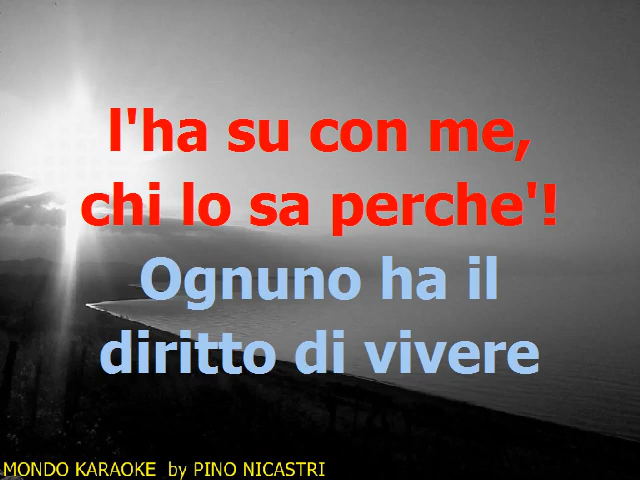 l'ha su con me,
chi lo sa perche'!
Ognuno ha il
diritto di vivere
MONDO KARAOKE by PINO NICASTRI